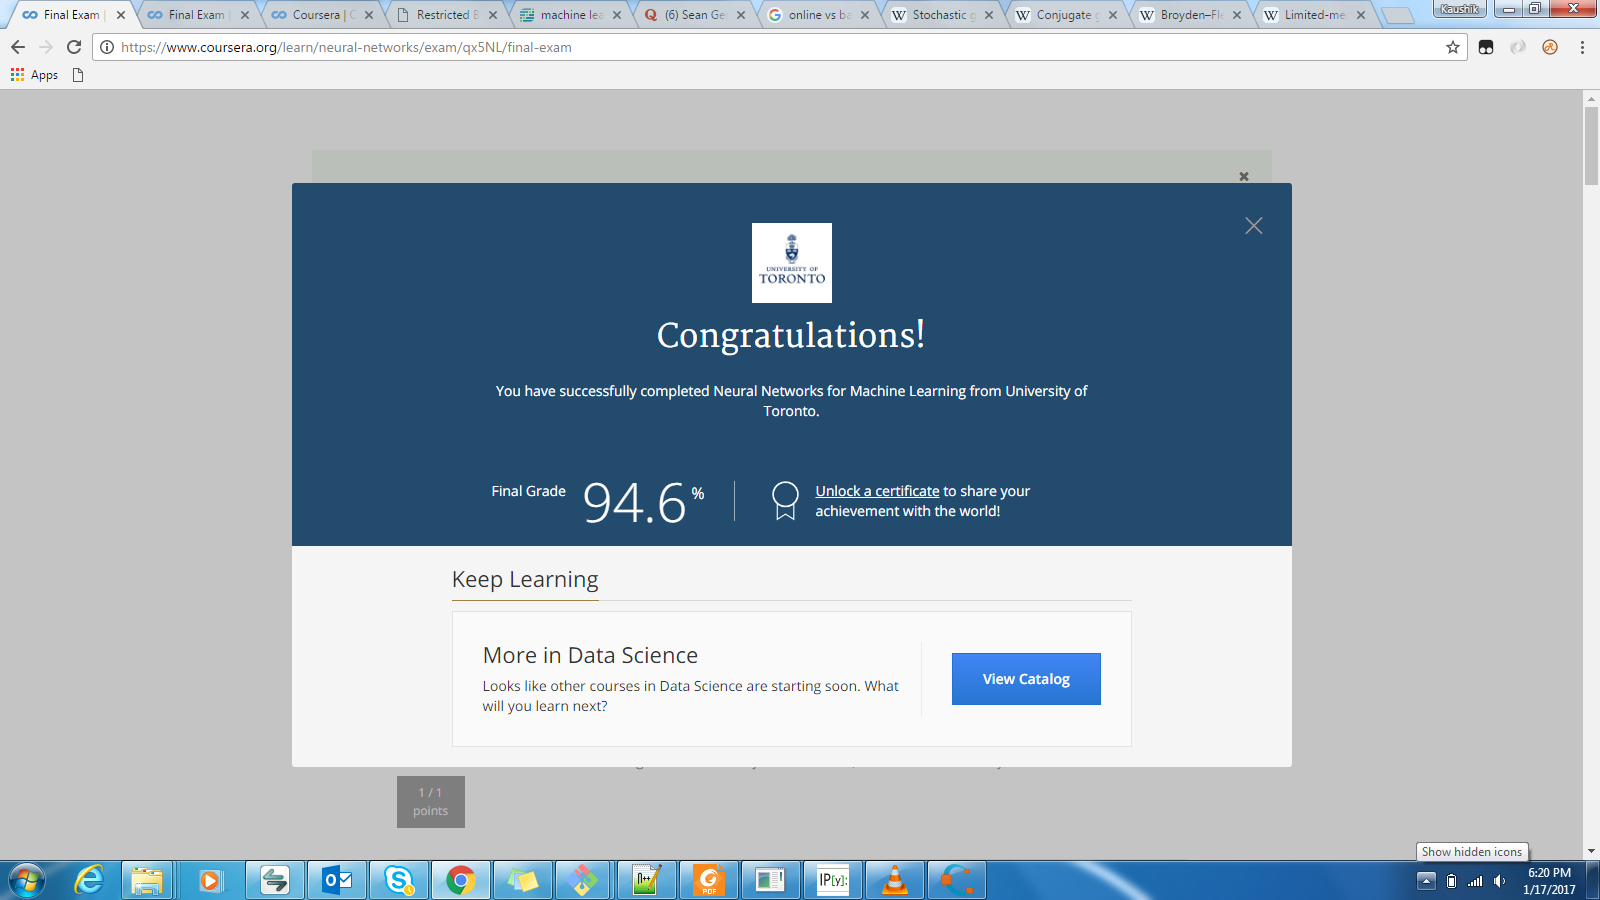 Final Exam |
Final Exam |
Coursera | C
Restricted B
machine lea
(6) Sean Ge
online vs ba
Stochastic g
Conjugate g
Broyden–Fle
Limited-me
Kaushik
https://www.coursera.org/learn/neural-networks/exam/qx5NL/final-exam
Apps
UNIVERSITY OF
TORONTO
Congratulations!
You have successfully completed Neural Networks for Machine Learning from University of
Toronto.
Final Grade 94.6 %
Unlock a certificate to share your
achievement with the world!
Keep Learning
More in Data Science
Looks like other courses in Data Science are starting soon. What
will you learn next?
View Catalog
1 / 1
points
Show hidden icons
N++
PDF
IP[y]:
6:20 PM
1/17/2017